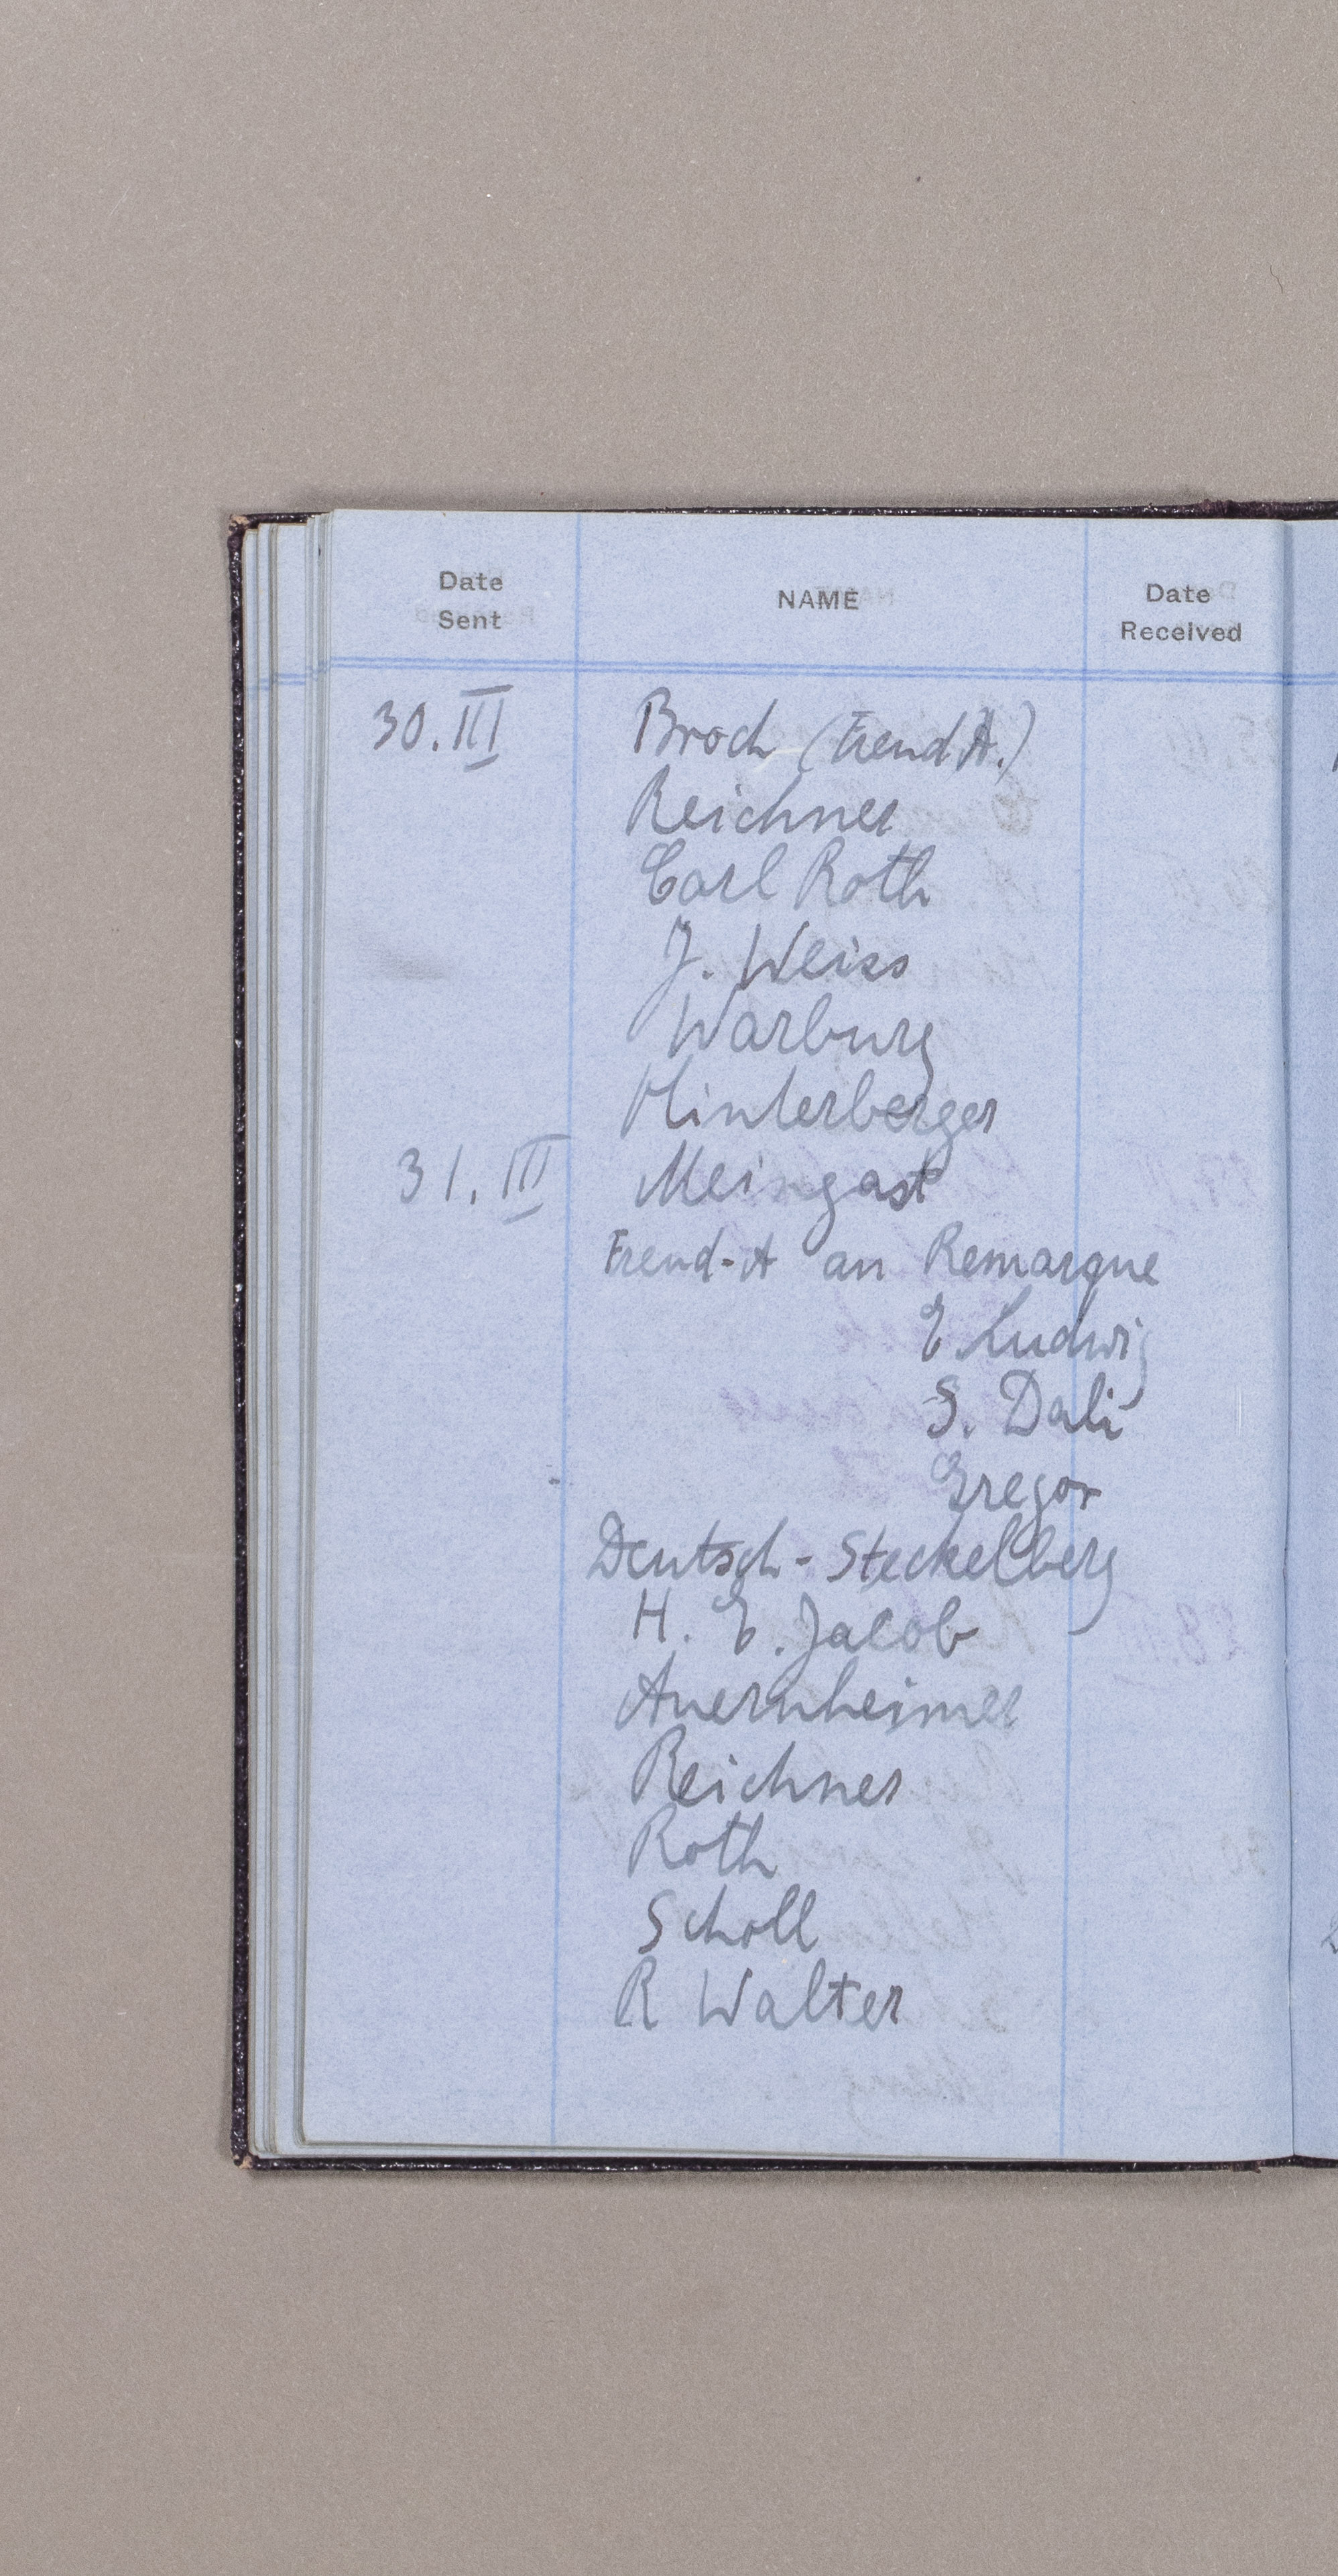 Date Sent NAME Date Received
30. III Broch (Freud A.)
Reichner
Carl Roth
J. Weiss
Warburg
Hinterberger
31. III Meingast
Freud-A an Remarque
E Ludwig
S. Dali
Gregor
Deutsch-Steckelberg
H. E. Jacob
Auernheimer
Reichner
Roth
Scholl
R Walter